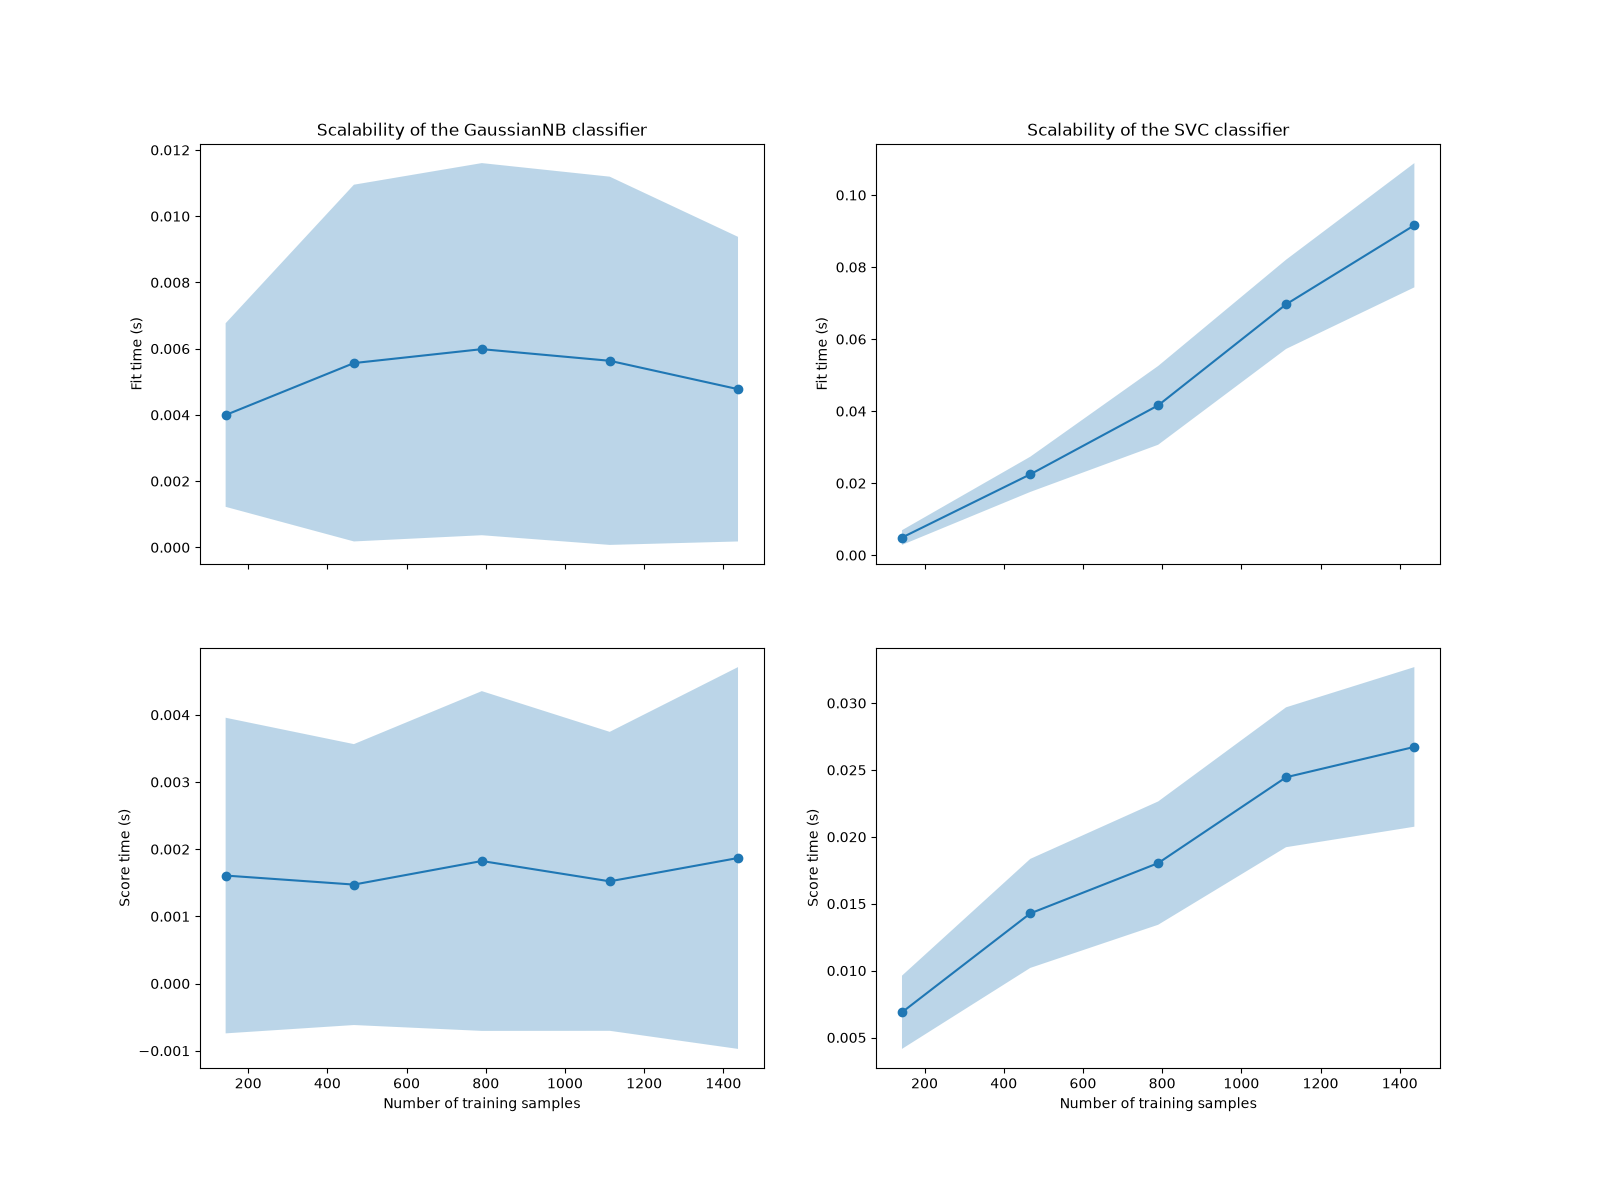 Scalability of the GaussianNB classifier
0.012
0.010
0.008
0.006
0.004
0.002
0.000
Fit time (s)
Scalability of the SVC classifier
0.10
0.08
0.06
0.04
0.02
0.00
Fit time (s)
0.004
0.003
0.002
0.001
0.000
−0.001
Score time (s)
200 400 600 800 1000 1200 1400
Number of training samples
0.030
0.025
0.020
0.015
0.010
0.005
Score time (s)
200 400 600 800 1000 1200 1400
Number of training samples